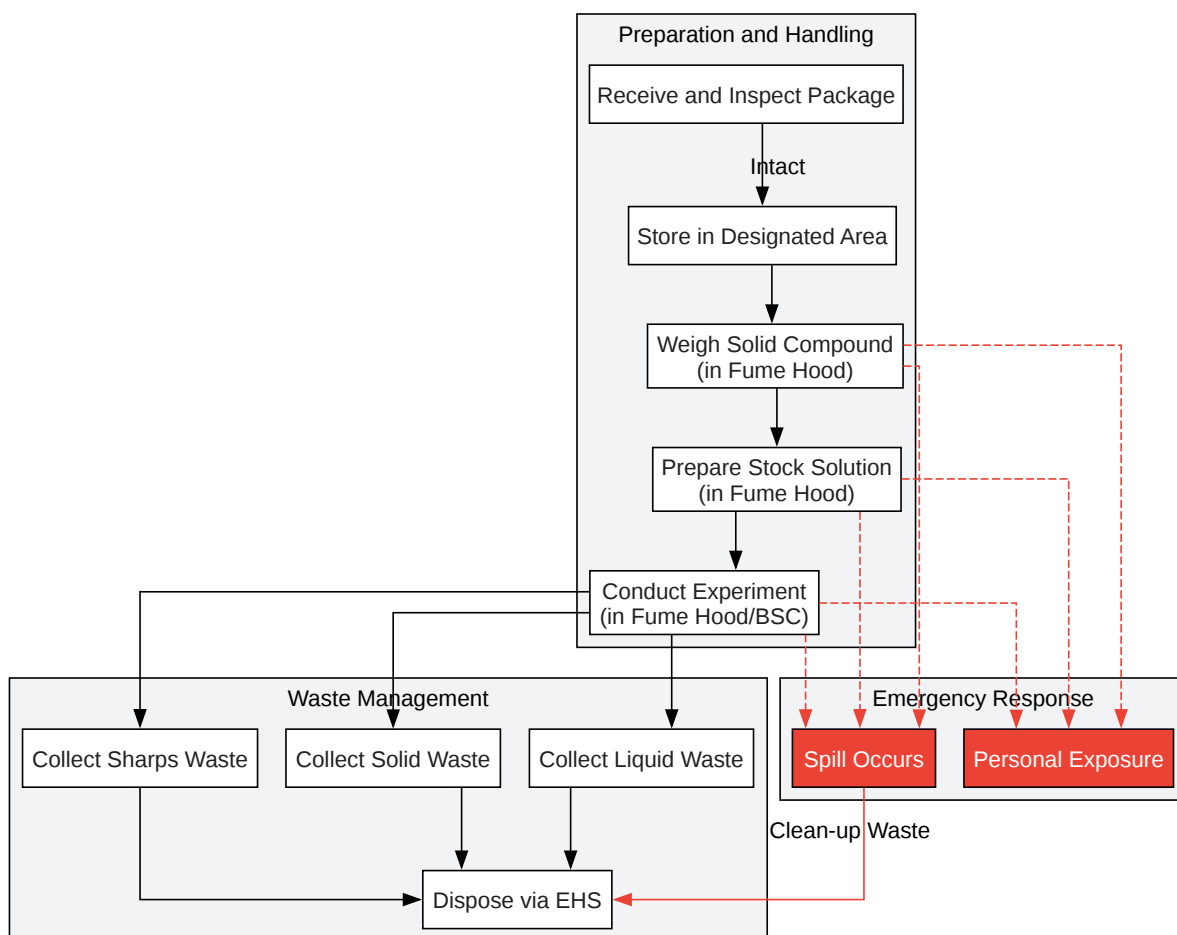 Preparation and Handling
Receive and Inspect Package
Intact
Store in Designated Area
Weigh Solid Compound
(in Fume Hood)
Prepare Stock Solution
(in Fume Hood)
Conduct Experiment
(in Fume Hood/BSC)
Waste Management
Emergency Response
Collect Sharps Waste
Collect Solid Waste
Collect Liquid Waste
Spill Occurs
Personal Exposure
Clean-up Waste
Dispose via EHS